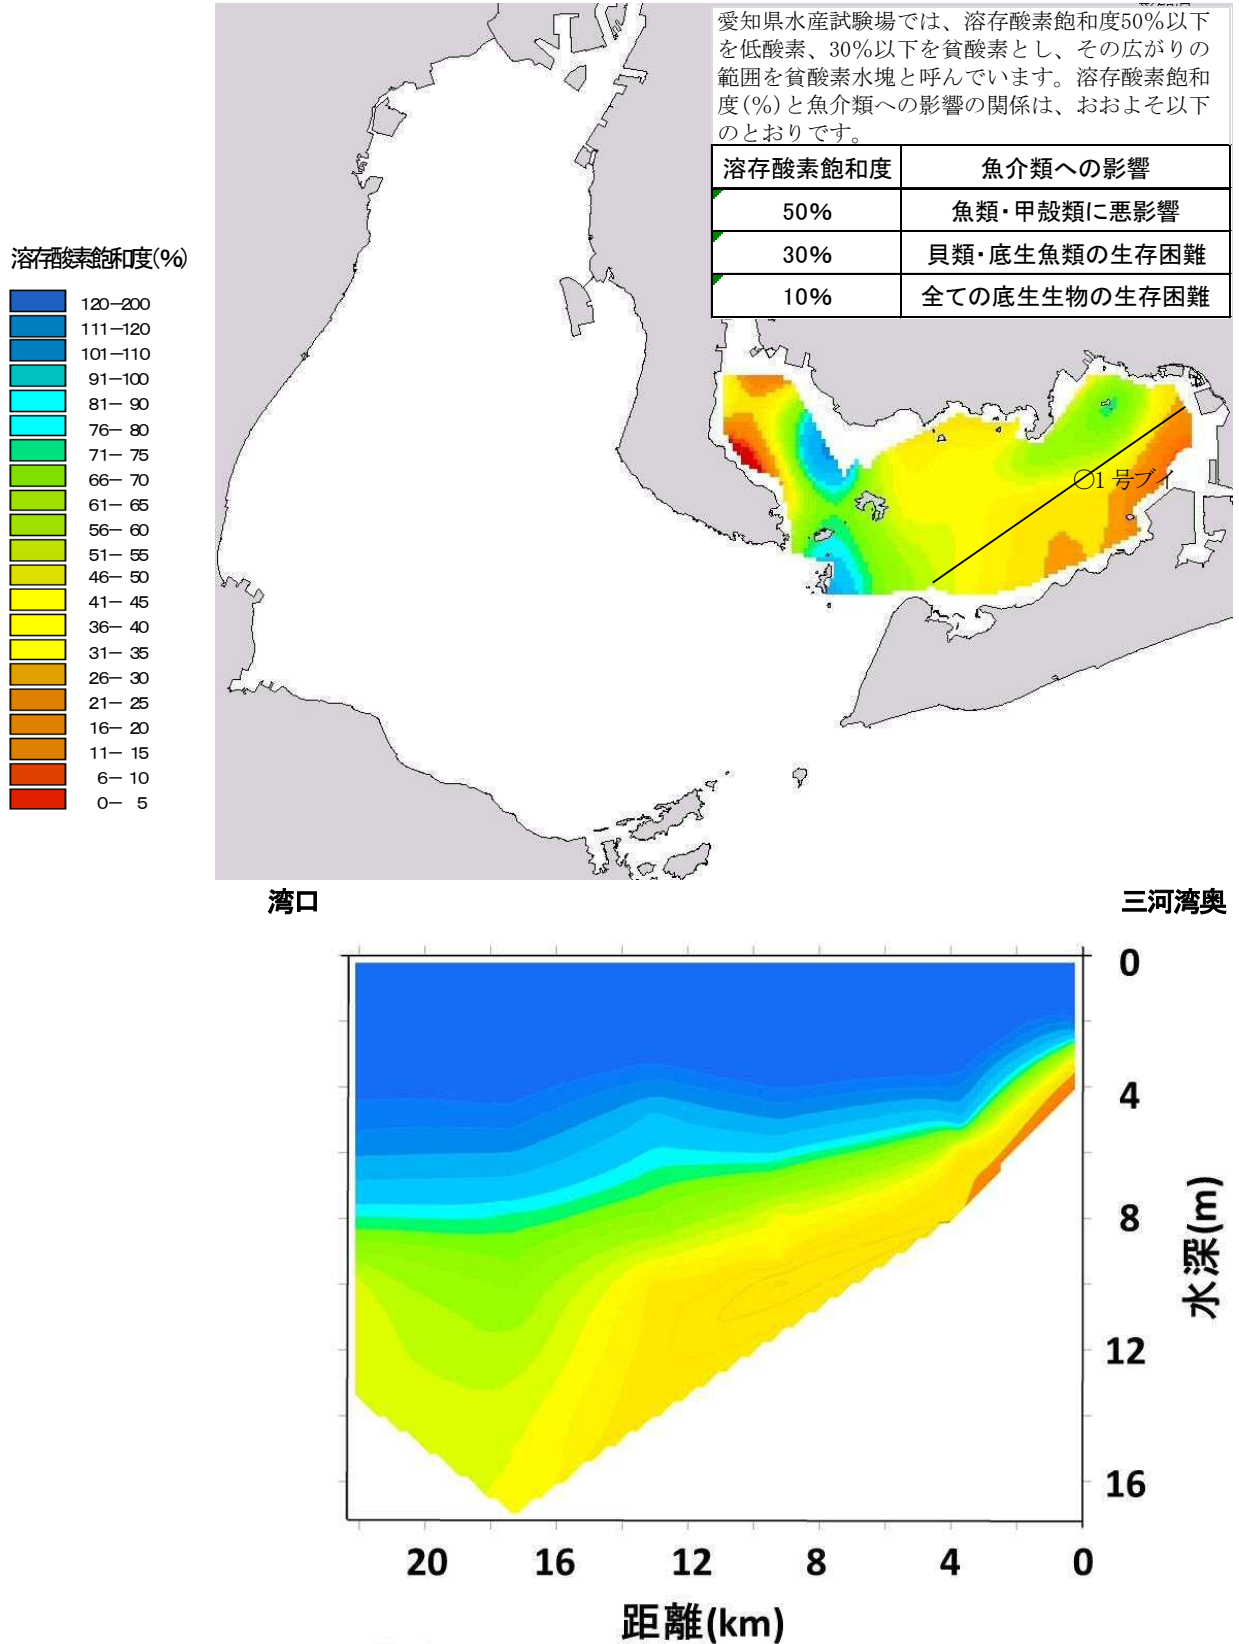 愛知県水産試験場では、溶存酸素飽和度50%以下
を低酸素、30%以下を貧酸素とし、その広がりの
範囲を貧酸素水塊と呼んでいます。溶存酸素飽和
度(%)と魚介類への影響の関係は、おおよそ以下
のとおりです。
溶存酸素飽和度 魚介類への影響
50% 魚類・甲殻類に悪影響
30% 貝類・底生魚類の生存困難
10% 全ての底生生物の生存困難
溶存酸素飽和度(%)
120-200
111-120
101-110
91-100
81- 90
76- 80
71- 75
66- 70
61- 65
56- 60
51- 55
46- 50
41- 45
36- 40
31- 35
26- 30
21- 25
16- 20
11- 15
6- 10
0- 5
○1 号ブイ
湾口 三河湾奥
0
4
8
12
16
水深(m)
20 16 12 8 4 0
距離(km)